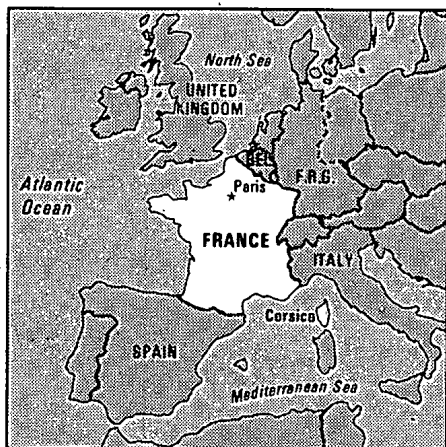 North Sea
UNITED
KINGDOM
BEL.
F.R.G.
Atlantic
Ocean
Paris
FRANCE
ITALY
Corsica
SPAIN
Mediterranean Sea